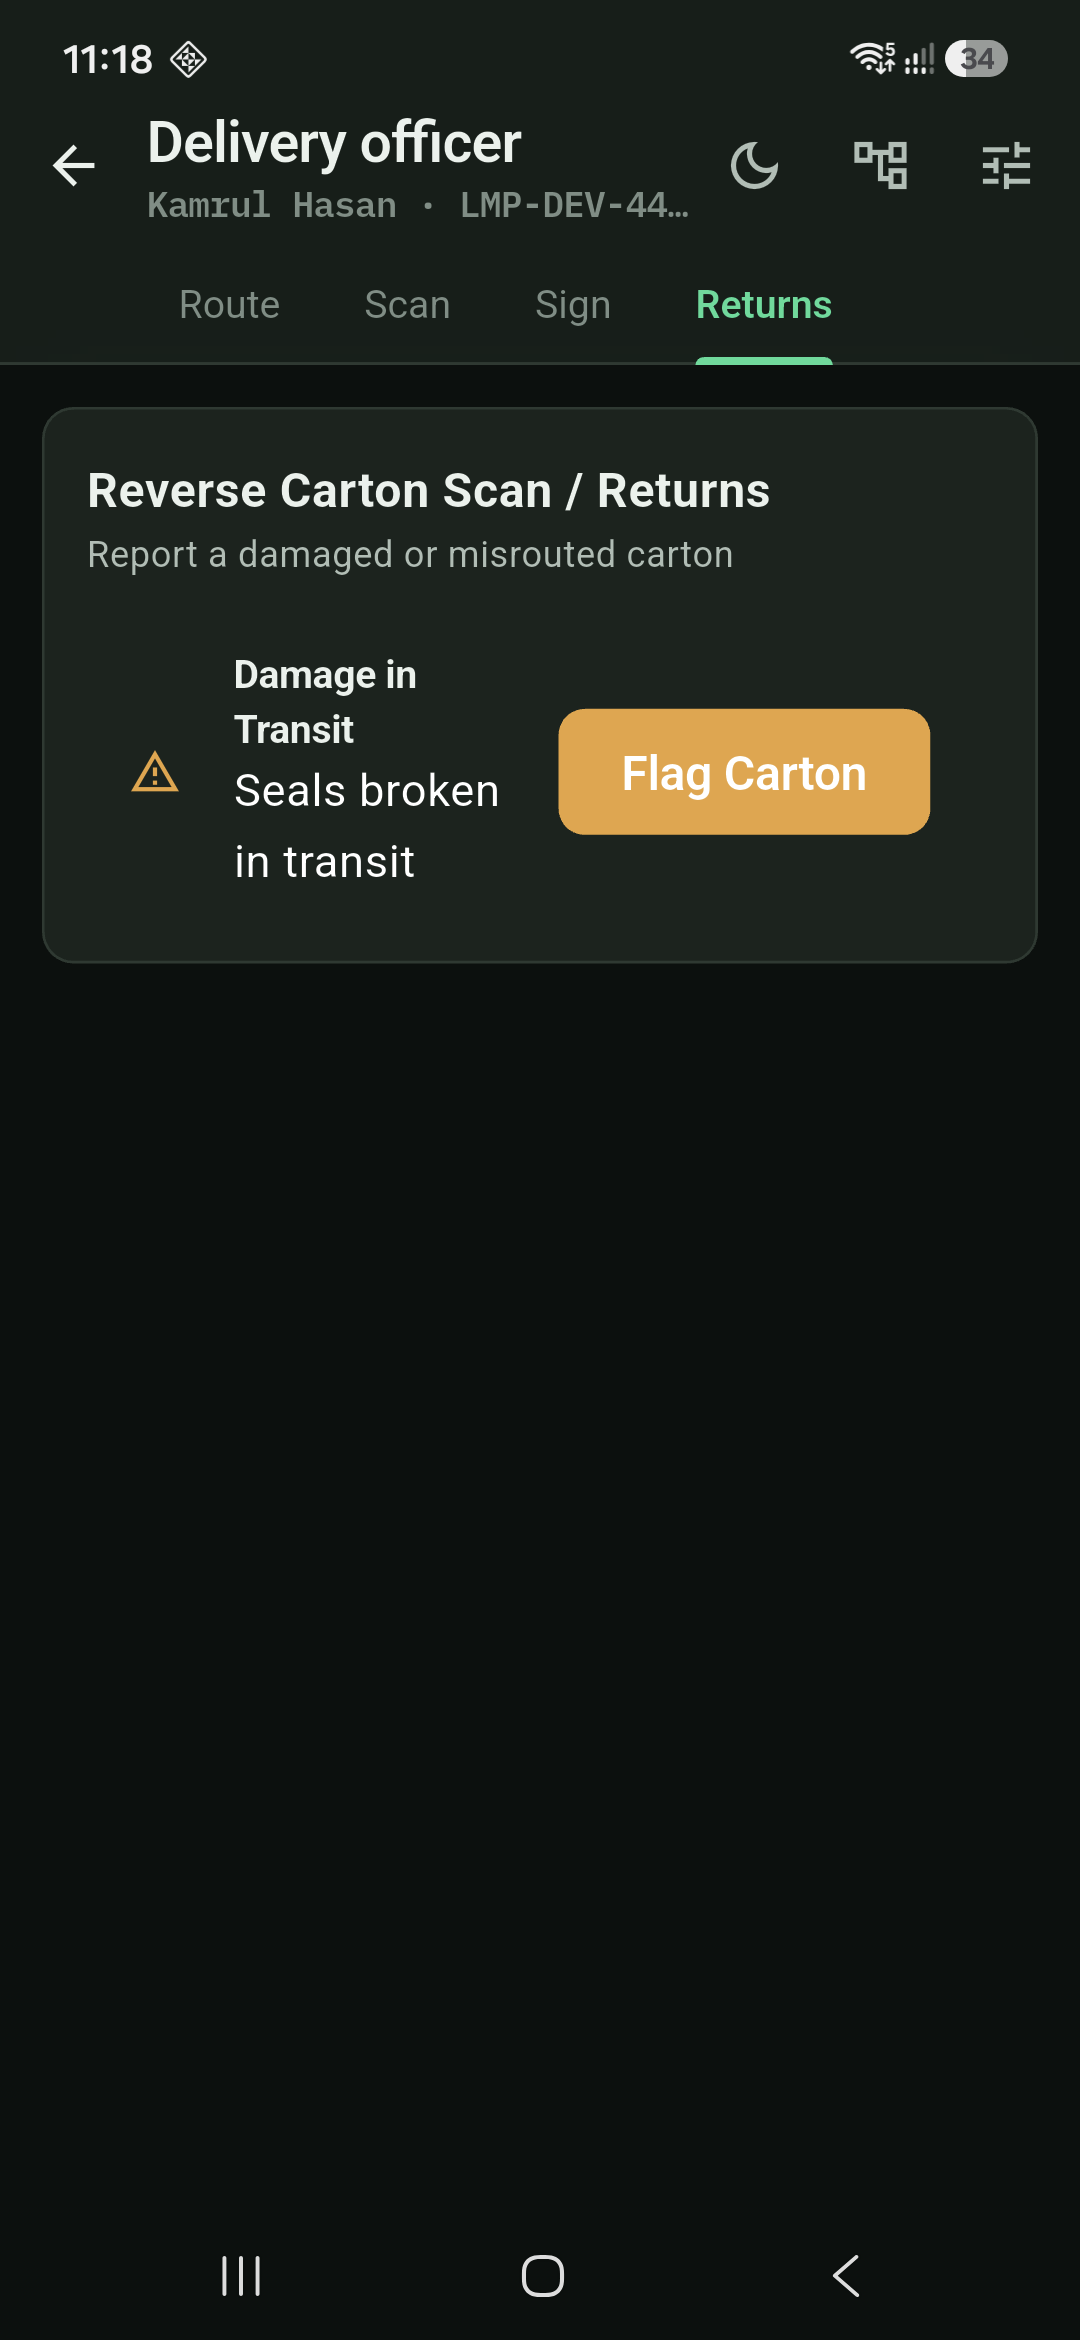 11:18
5
34
Delivery officer
Kamrul Hasan · LMP-DEV-44…
Route Scan Sign Returns
Reverse Carton Scan / Returns
Report a damaged or misrouted carton
Damage in
Transit
Seals broken
in transit
Flag Carton